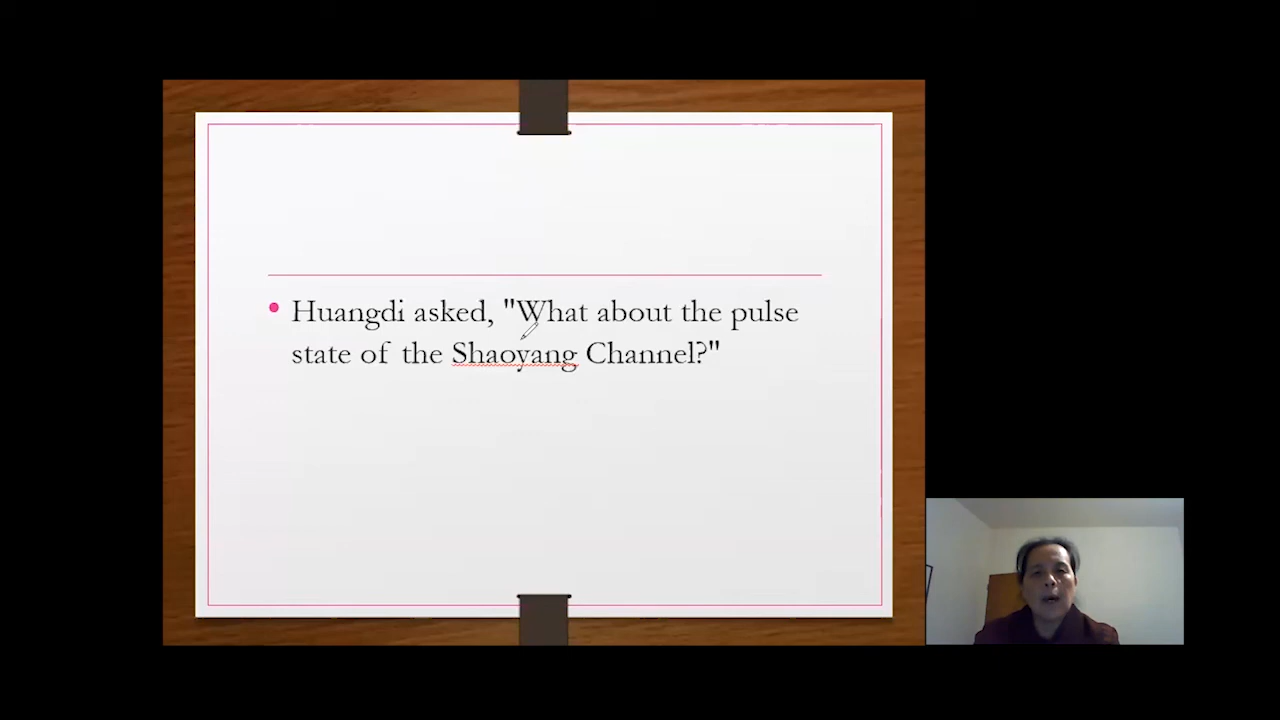 Huangdi asked, "What about the pulse
state of the Shaoyang Channel?"